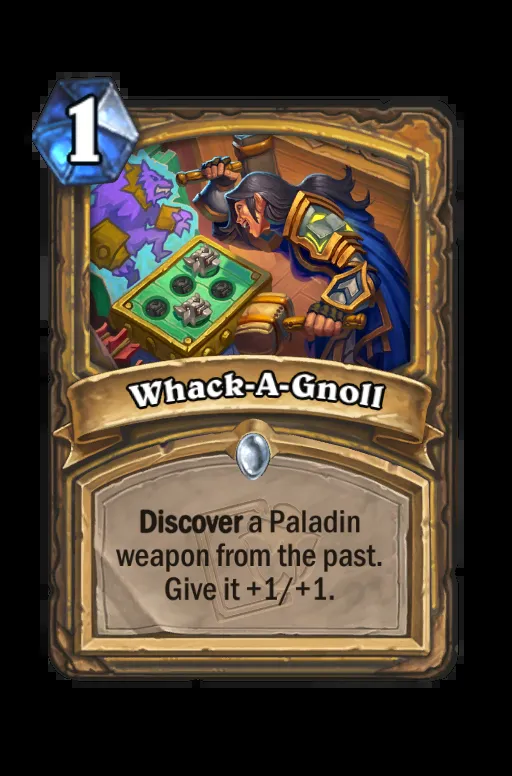 1
Whack-A-Gnoll
Discover a Paladin
weapon from the past.
Give it +1/+1.